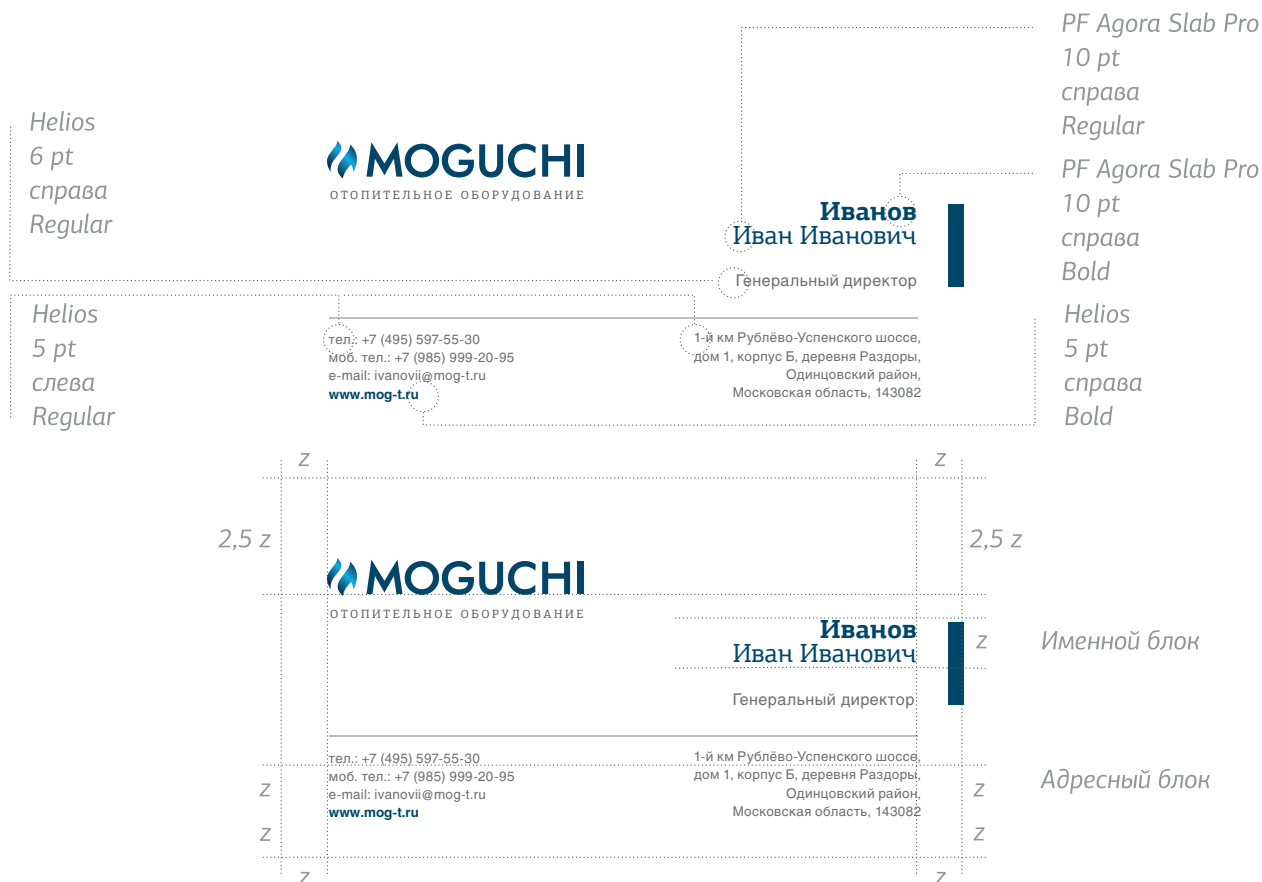 PF Agora Slab Pro
10 pt
справа
Regular
Helios
6 pt
справа
Regular
MOGUCHI
ОТОПИТЕЛЬНОЕ ОБОРУДОВАНИЕ
PF Agora Slab Pro
10 pt
справа
Bold
Иванов
Иван Иванович
Генеральный директор
Helios
5 pt
слева
Regular
тел.: +7 (495) 597-55-30
моб. тел.: +7 (985) 999-20-95
e-mail: ivanovii@mog-t.ru
www.mog-t.ru
1-й км Рублёво-Успенского шоссе,
дом 1, корпус Б, деревня Раздоры,
Одинцовский район,
Московская область, 143082
Helios
5 pt
справа
Bold
z
z
2,5 z
2,5 z
MOGUCHI
ОТОПИТЕЛЬНОЕ ОБОРУДОВАНИЕ
Иванов
Иван Иванович
z
Именной блок
Генеральный директор
тел.: +7 (495) 597-55-30
моб. тел.: +7 (985) 999-20-95
e-mail: ivanovii@mog-t.ru
www.mog-t.ru
1-й км Рублёво-Успенского шоссе,
дом 1, корпус Б, деревня Раздоры,
Одинцовский район,
Московская область, 143082
z
z
Адресный блок
z
z
z
z